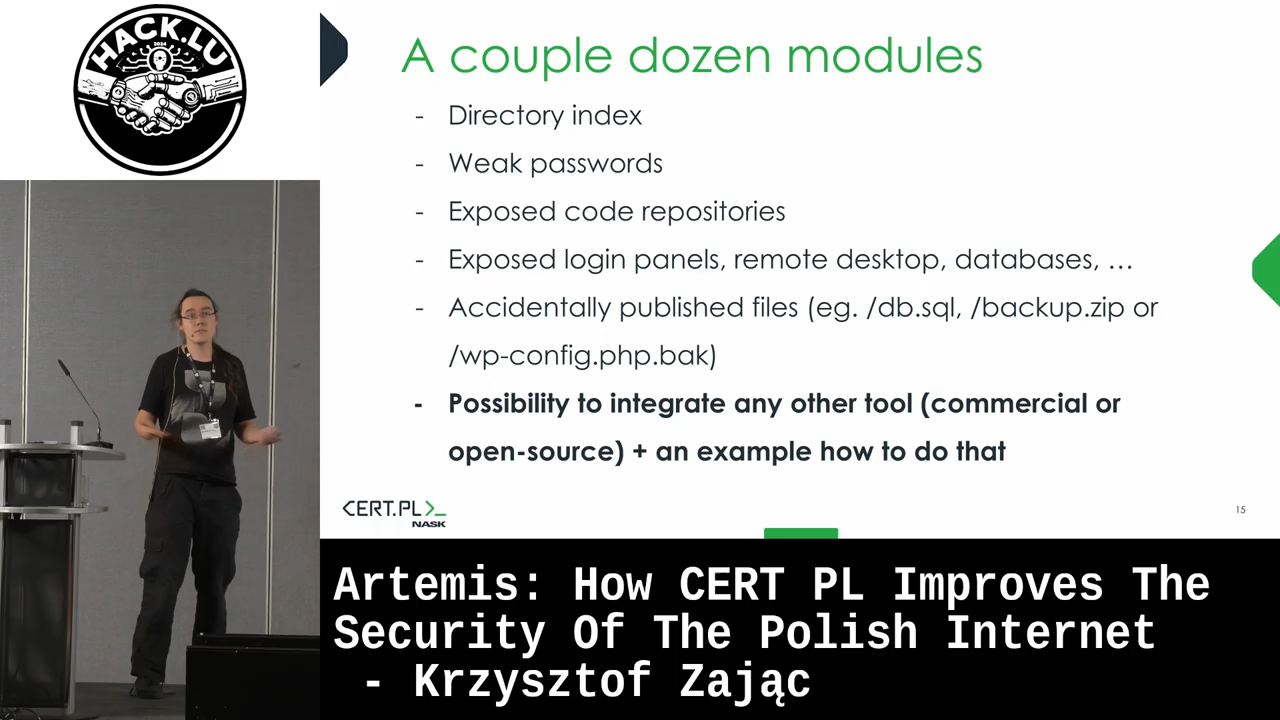 HACK.LU
2024
A couple dozen modules
- Directory index
- Weak passwords
- Exposed code repositories
- Exposed login panels, remote desktop, databases, …
- Accidentally published files (eg. /db.sql, /backup.zip or
/wp-config.php.bak)
- Possibility to integrate any other tool (commercial or
open-source) + an example how to do that
<CERT.PL>_
NASK
15
Artemis: How CERT PL Improves The
Security Of The Polish Internet
- Krzysztof Zając